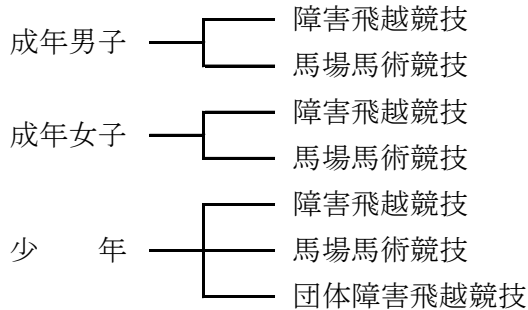 成年男子
障害飛越競技
馬場馬術競技
成年女子
障害飛越競技
馬場馬術競技
少　　年
障害飛越競技
馬場馬術競技
団体障害飛越競技